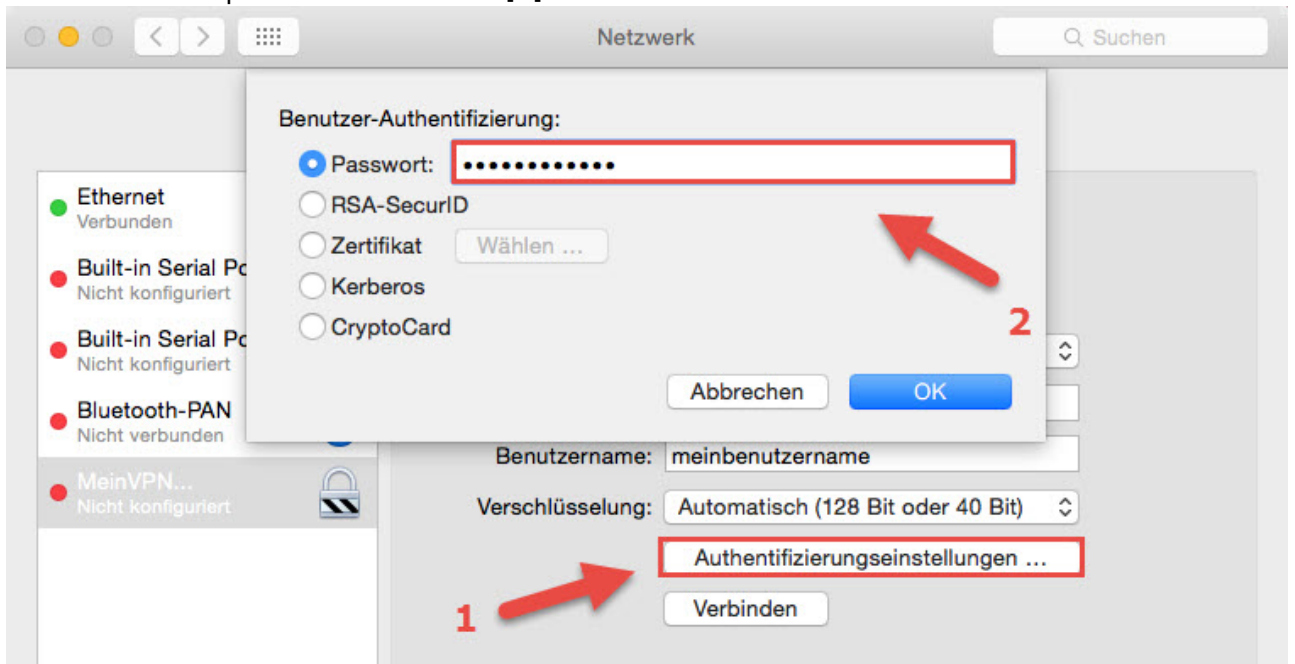 Netzwerk
Suchen
Benutzer-Authentifizierung:
Passwort: ••••••••••••
RSA-SecurID
Zertifikat Wählen ...
Kerberos
CryptoCard
2
Abbrechen OK
Ethernet
Verbunden
Built-in Serial Po
Nicht konfiguriert
Built-in Serial Po
Nicht konfiguriert
Bluetooth-PAN
Nicht verbunden
MeinVPN...
Nicht konfiguriert
Benutzername: meinbenutzername
Verschlüsselung: Automatisch (128 Bit oder 40 Bit)
Authentifizierungseinstellungen ...
1
Verbinden